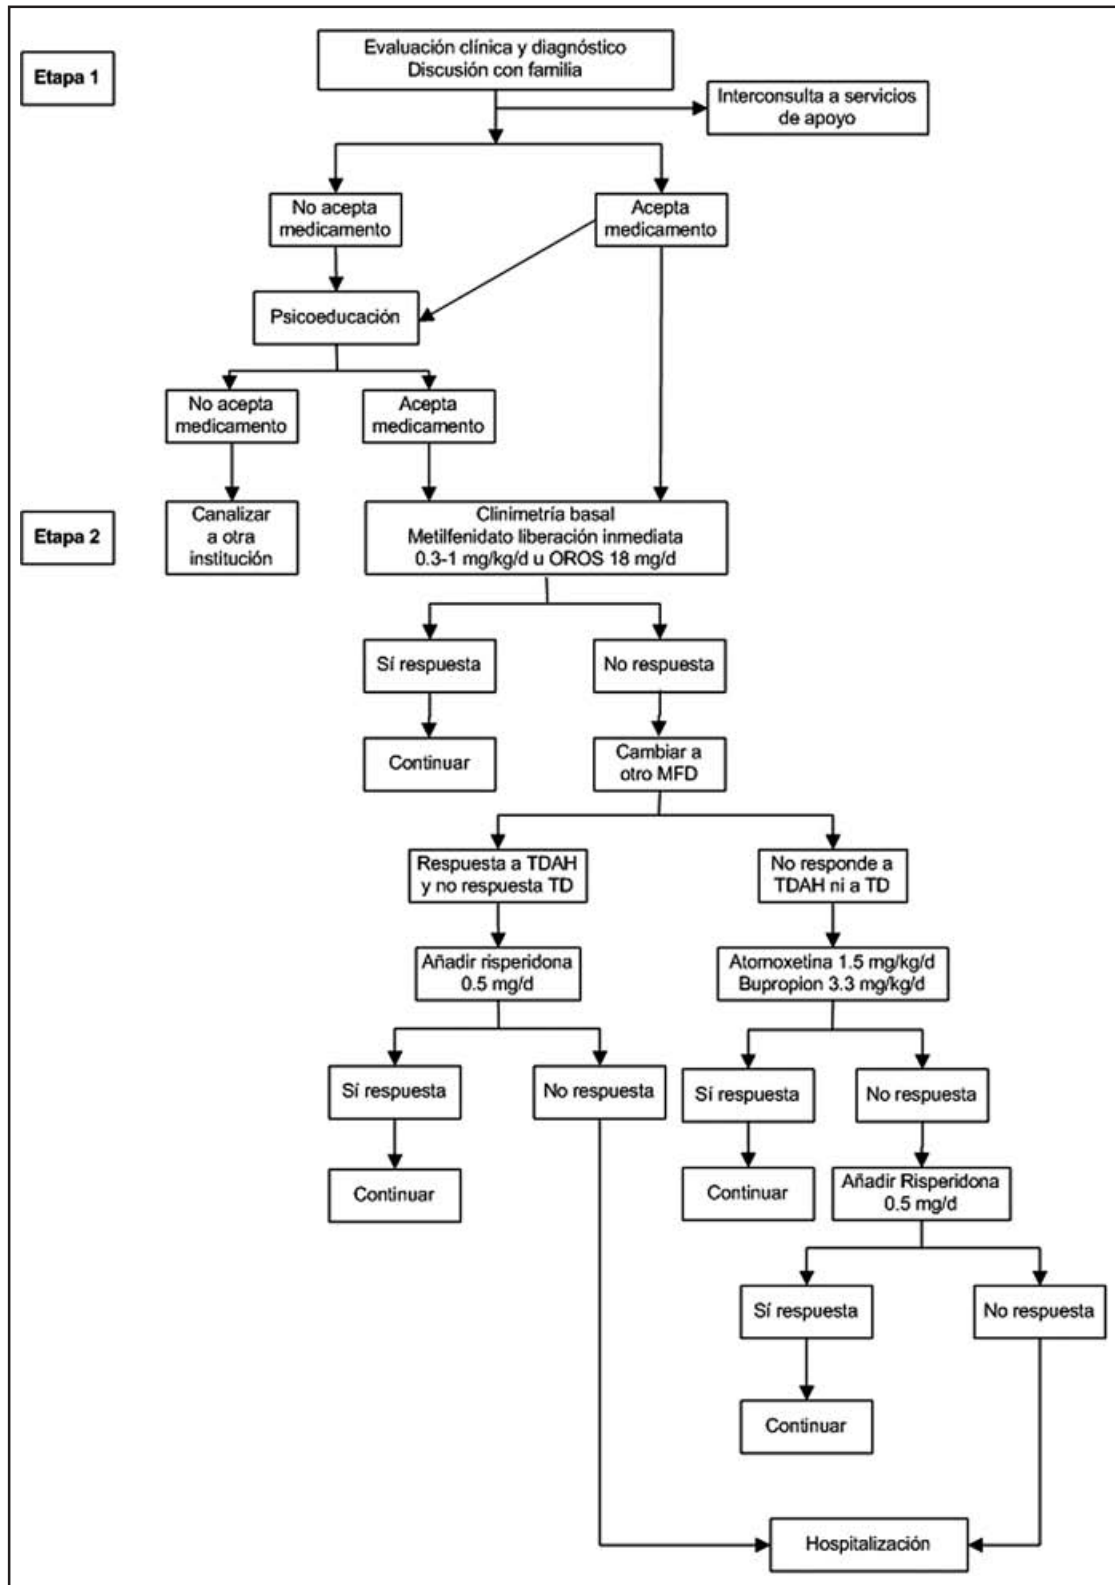 Etapa 1
Evaluación clínica y diagnóstico
Discusión con familia
Interconsulta a servicios
de apoyo
No acepta
medicamento
Acepta
medicamento
Psicoeducación
No acepta
medicamento
Acepta
medicamento
Etapa 2
Canalizar
a otra
institución
Clinimetría basal
Metilfenidato liberación inmediata
0.3-1 mg/kg/d u OROS 18 mg/d
Sí respuesta
No respuesta
Continuar
Cambiar a
otro MFD
Respuesta a TDAH
y no respuesta TD
No responde a
TDAH ni a TD
Añadir risperidona
0.5 mg/d
Atomoxetina 1.5 mg/kg/d
Bupropion 3.3 mg/kg/d
Sí respuesta
No respuesta
Sí respuesta
No respuesta
Continuar
Continuar
Añadir Risperidona
0.5 mg/d
Sí respuesta
No respuesta
Continuar
Hospitalización